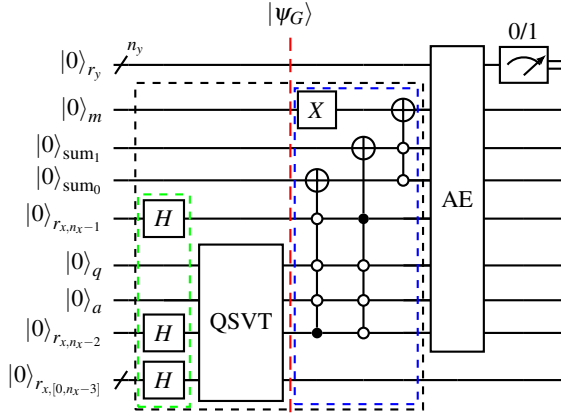 |ψ_G⟩
n_y
0/1
|0⟩_{r_y}
|0⟩_m
X
|0⟩_{sum_1}
|0⟩_{sum_0}
AE
|0⟩_{r_{x,n_x−1}}
H
|0⟩_q
|0⟩_a
QSVT
|0⟩_{r_{x,n_x−2}}
H
|0⟩_{r_{x,[0,n_x−3]}}
H